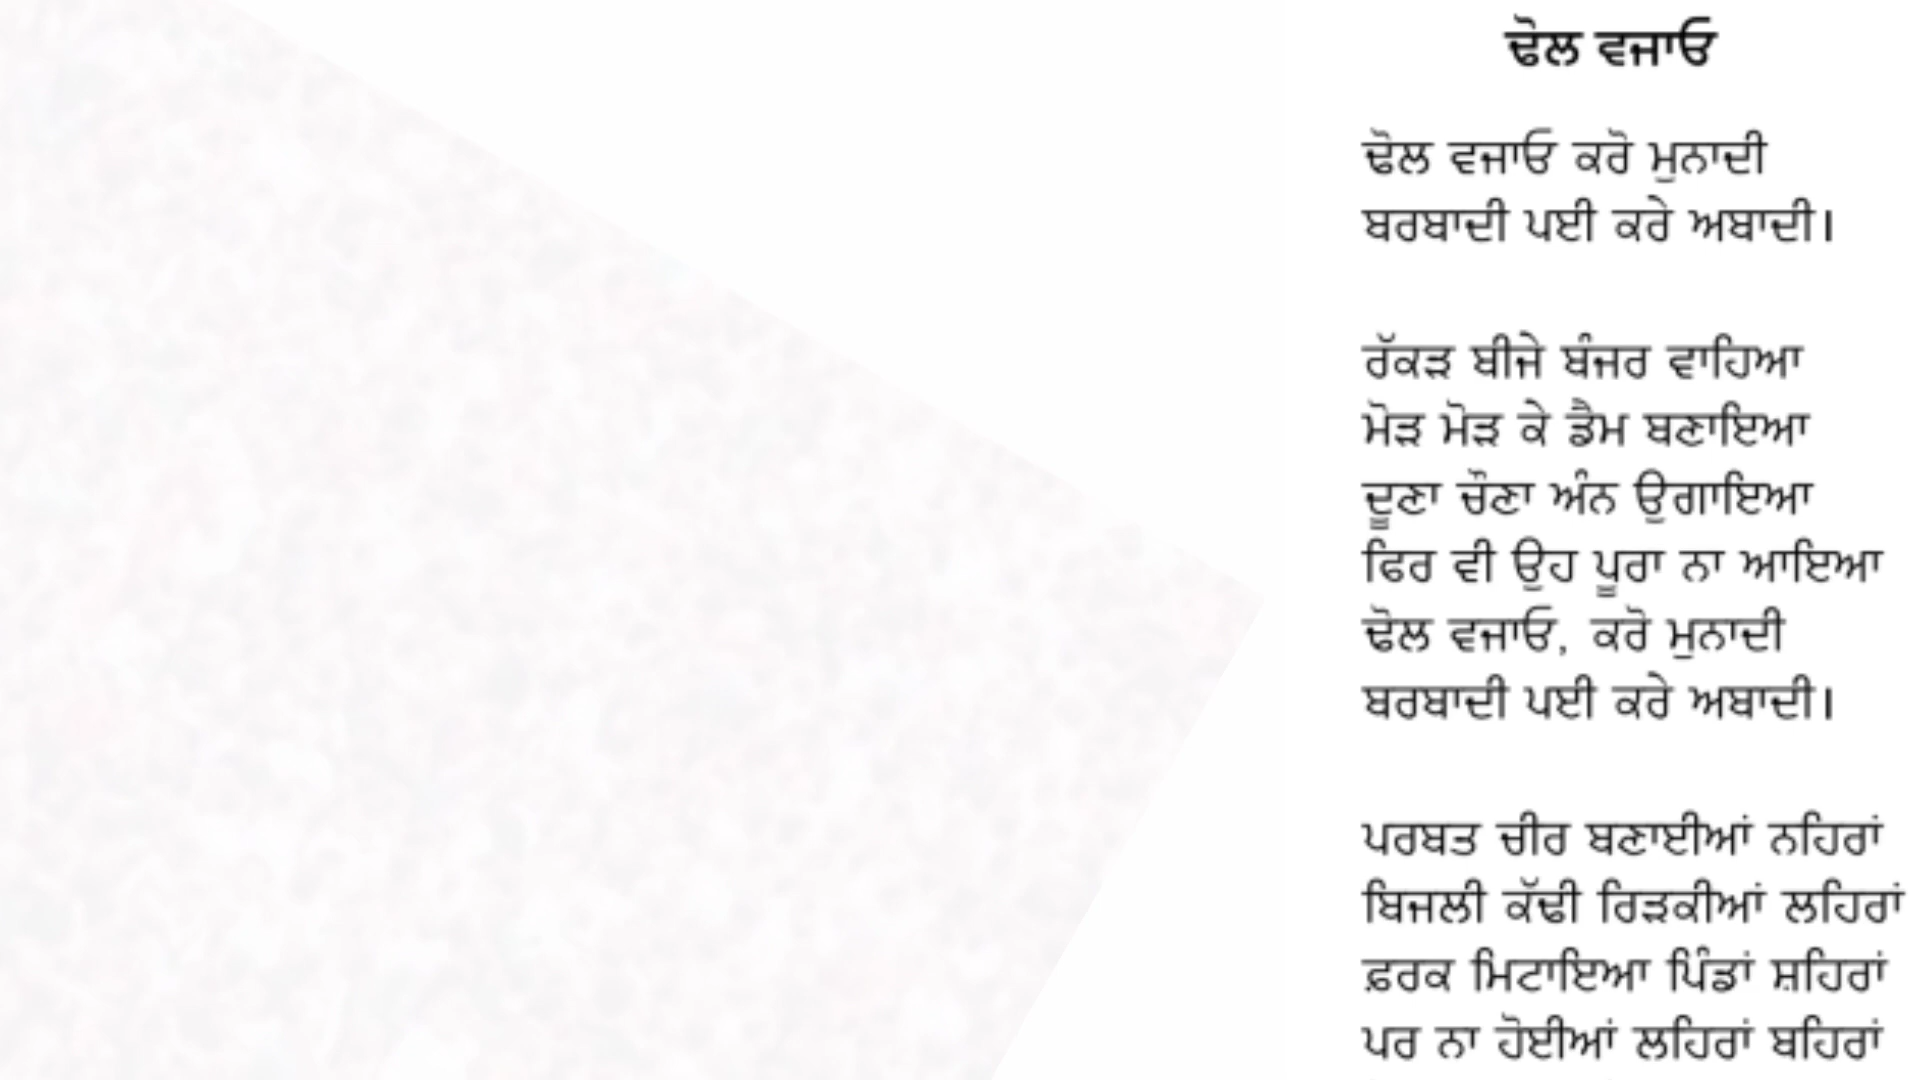 ਢੋਲ ਵਜਾਓ
ਢੋਲ ਵਜਾਓ ਕਰੋ ਮੁਨਾਦੀ
ਬਰਬਾਦੀ ਪਈ ਕਰੇ ਅਬਾਦੀ।
ਰੱਕੜ ਬੀਜੇ ਬੰਜਰ ਵਾਹਿਆ
ਮੋੜ ਮੋੜ ਕੇ ਡੈਮ ਬਣਾਇਆ
ਦੂਣਾ ਚੌਣਾ ਅੰਨ ਉਗਾਇਆ
ਫਿਰ ਵੀ ਉਹ ਪੂਰਾ ਨਾ ਆਇਆ
ਢੋਲ ਵਜਾਓ, ਕਰੋ ਮੁਨਾਦੀ
ਬਰਬਾਦੀ ਪਈ ਕਰੇ ਅਬਾਦੀ।
ਪਰਬਤ ਚੀਰ ਬਣਾਈਆਂ ਨਹਿਰਾਂ
ਬਿਜਲੀ ਕੱਢੀ ਰਿੜਕੀਆਂ ਲਹਿਰਾਂ
ਫ਼ਰਕ ਮਿਟਾਇਆ ਪਿੰਡਾਂ ਸ਼ਹਿਰਾਂ
ਪਰ ਨਾ ਹੋਈਆਂ ਲਹਿਰਾਂ ਬਹਿਰਾਂ